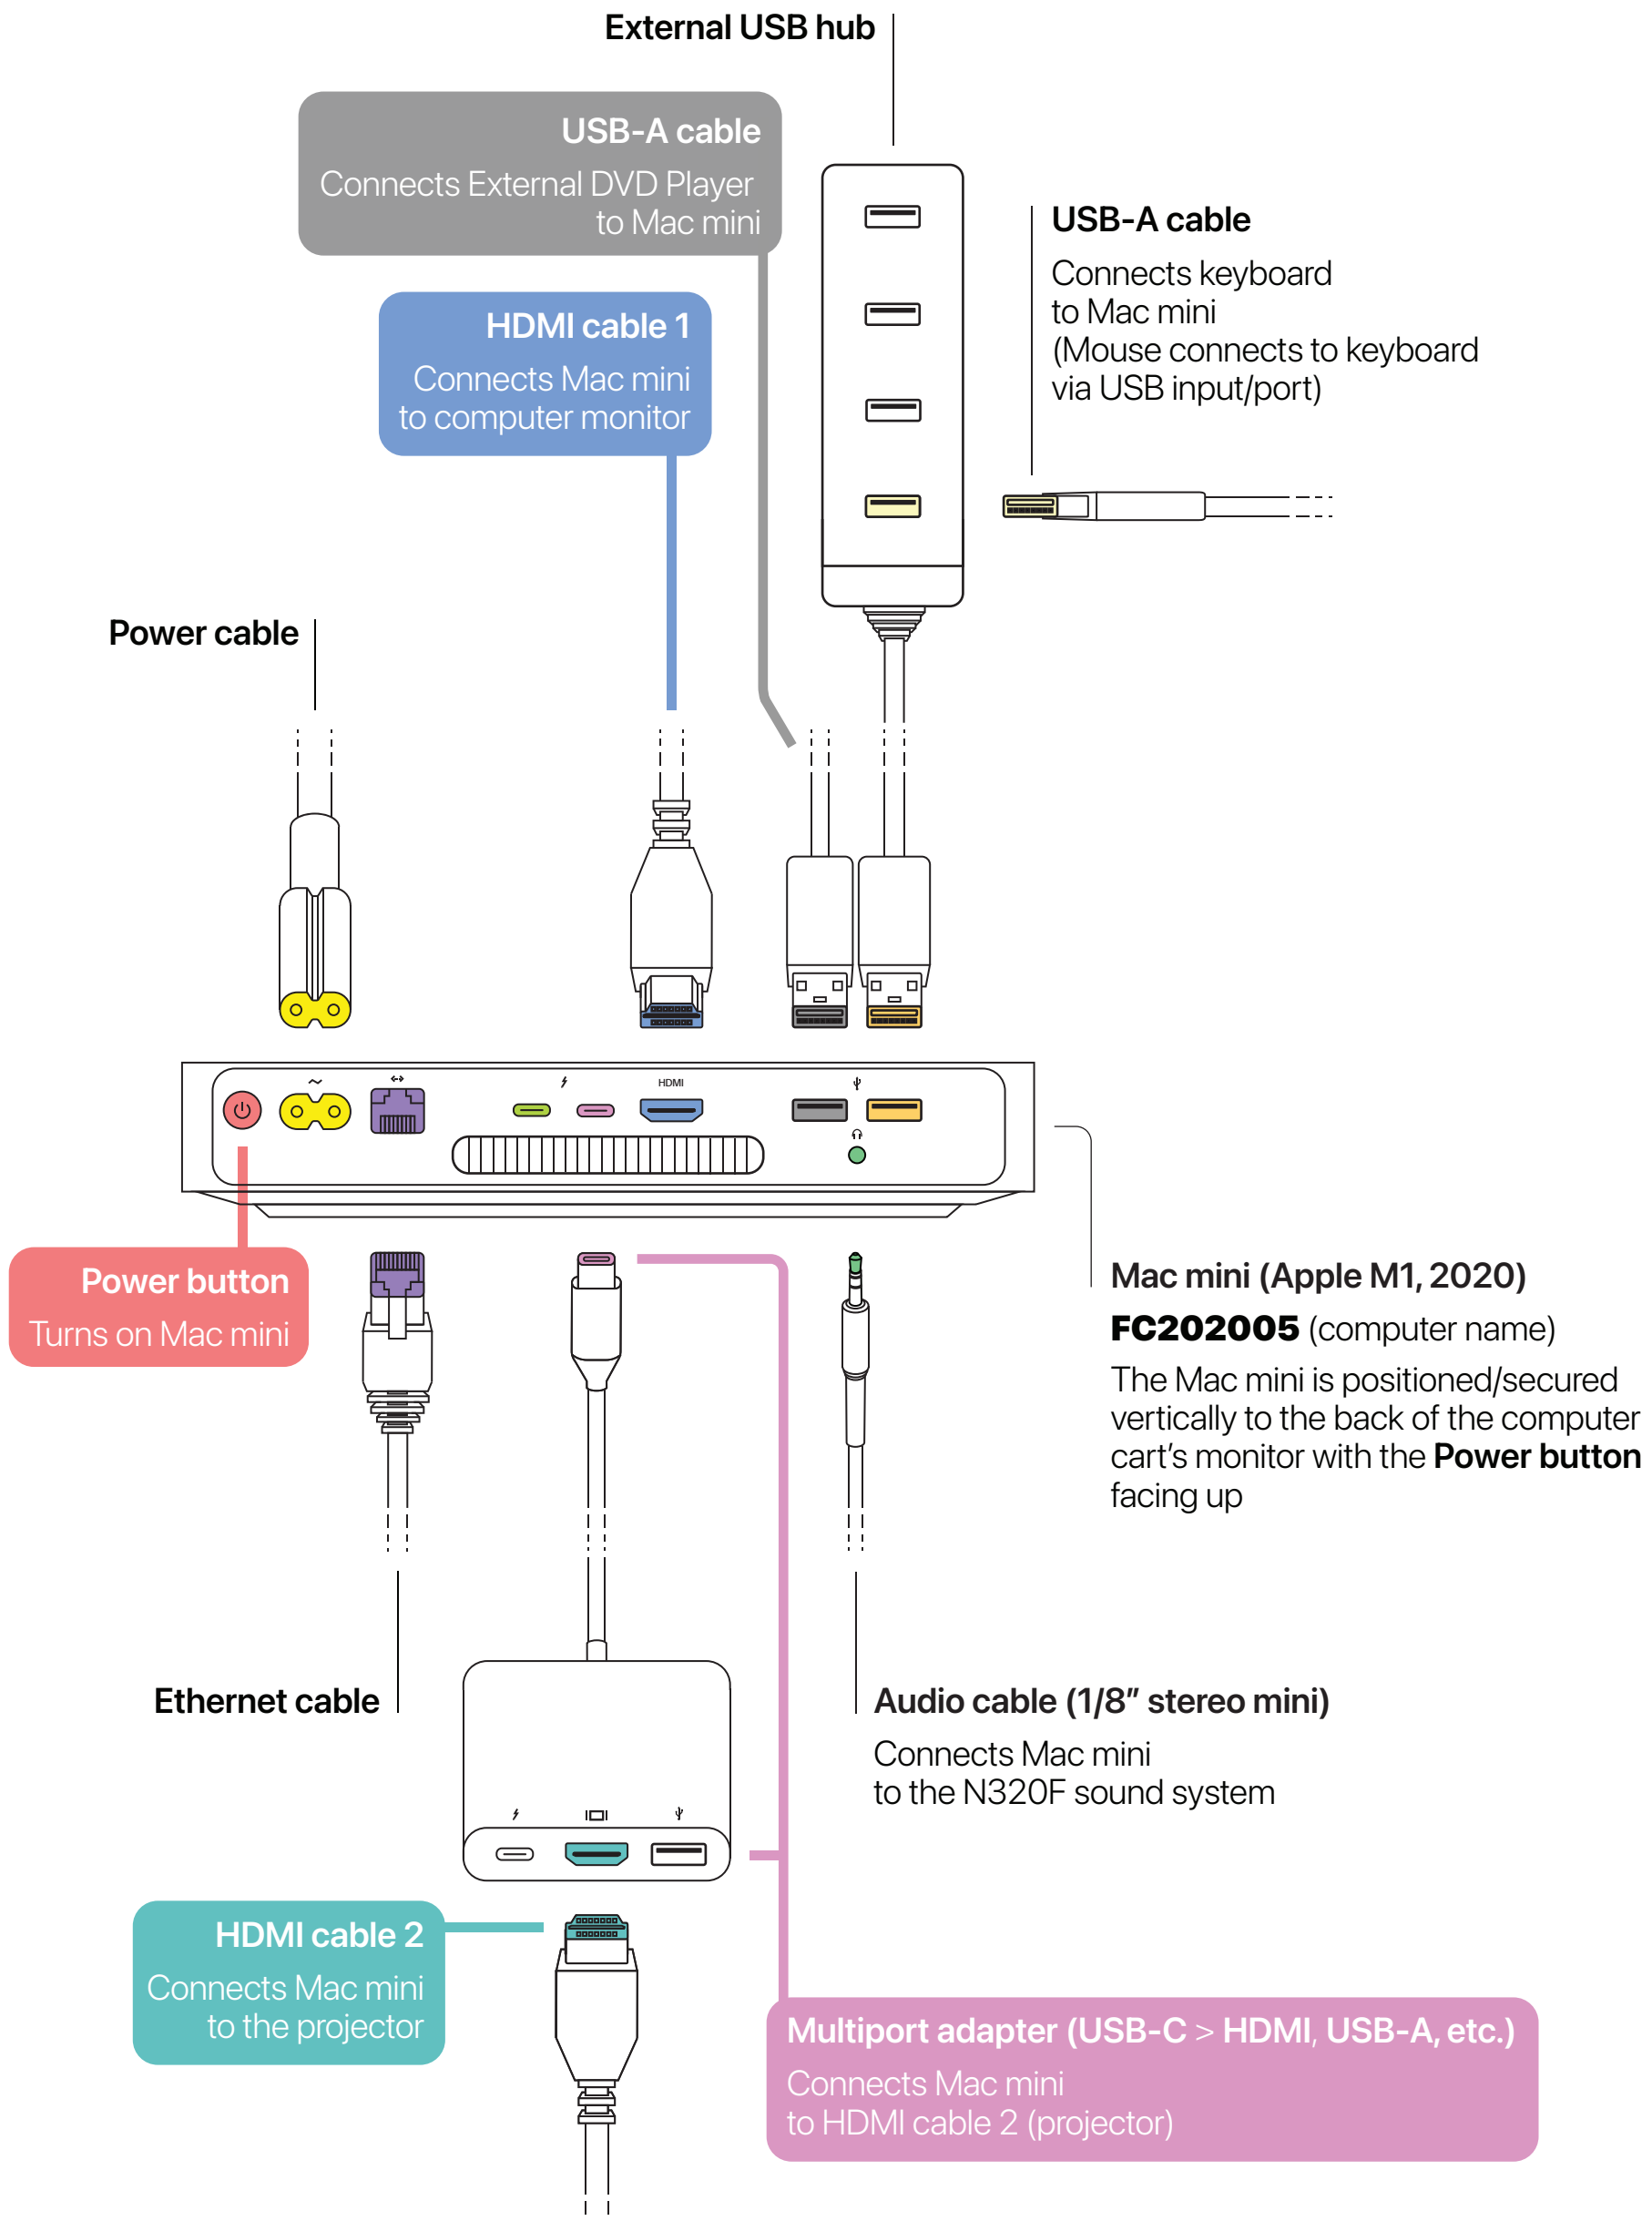 External USB hub
USB-A cable
Connects External DVD Player
to Mac mini
USB-A cable
Connects keyboard
to Mac mini
(Mouse connects to keyboard
via USB input/port)
HDMI cable 1
Connects Mac mini
to computer monitor
Power cable
HDMI
Power button
Turns on Mac mini
Mac mini (Apple M1, 2020)
FC202005 (computer name)
The Mac mini is positioned/secured
vertically to the back of the computer
cart's monitor with the Power button
facing up
Ethernet cable
Audio cable (1/8” stereo mini)
Connects Mac mini
to the N320F sound system
HDMI cable 2
Connects Mac mini
to the projector
Multiport adapter (USB-C > HDMI, USB-A, etc.)
Connects Mac mini
to HDMI cable 2 (projector)